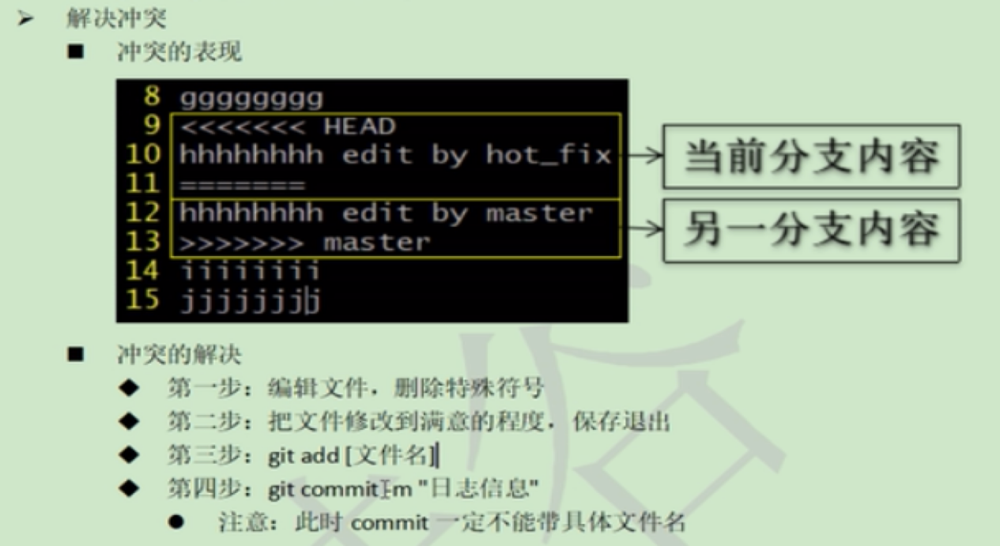 ➢ 解决冲突
■ 冲突的表现
8 gggggggg
9 <<<<<<< HEAD
10 hhhhhhhh edit by hot_fix
11 =======
12 hhhhhhhh edit by master
13 >>>>>>> master
14 iiiiiiii
15 jjjjjjjj
当前分支内容
另一分支内容
■ 冲突的解决
◆ 第一步：编辑文件，删除特殊符号
◆ 第二步：把文件修改到满意的程度，保存退出
◆ 第三步：git add [文件名]
◆ 第四步：git commit -m "日志信息"
● 注意：此时 commit 一定不能带具体文件名